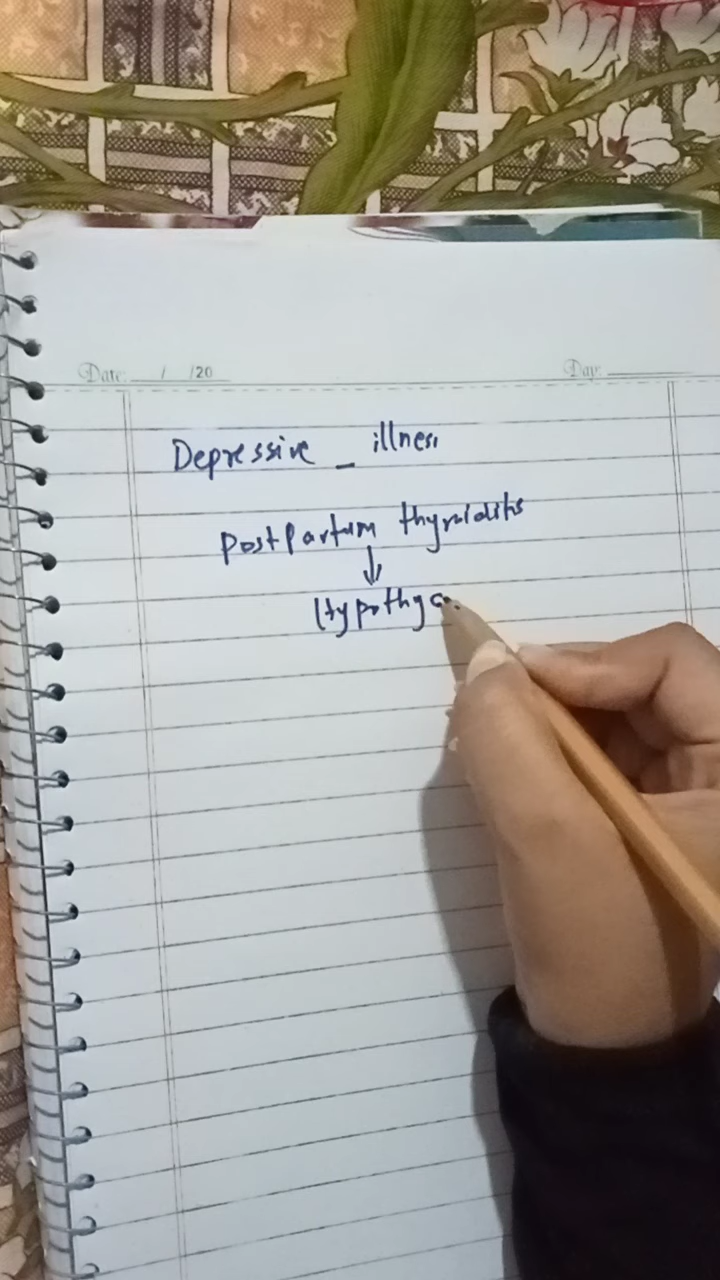 Date: / /20 Day:
Depressive - illness
postpartum thyroiditis
↓
Hypothy